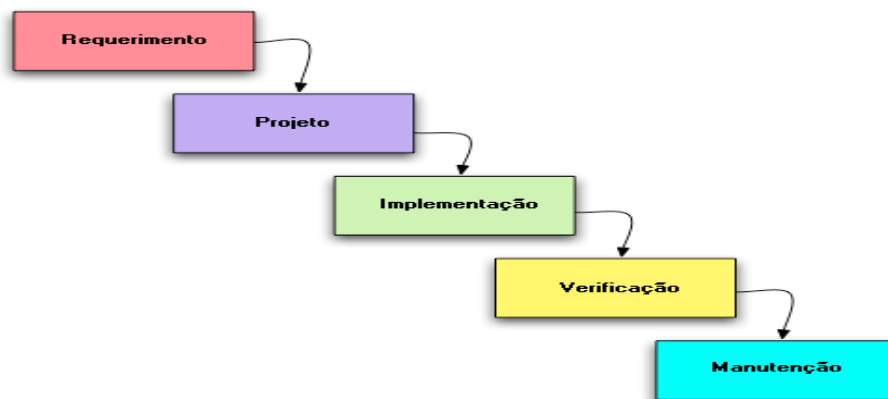 Requerimento
Projeto
Implementação
Verificação
Manutenção